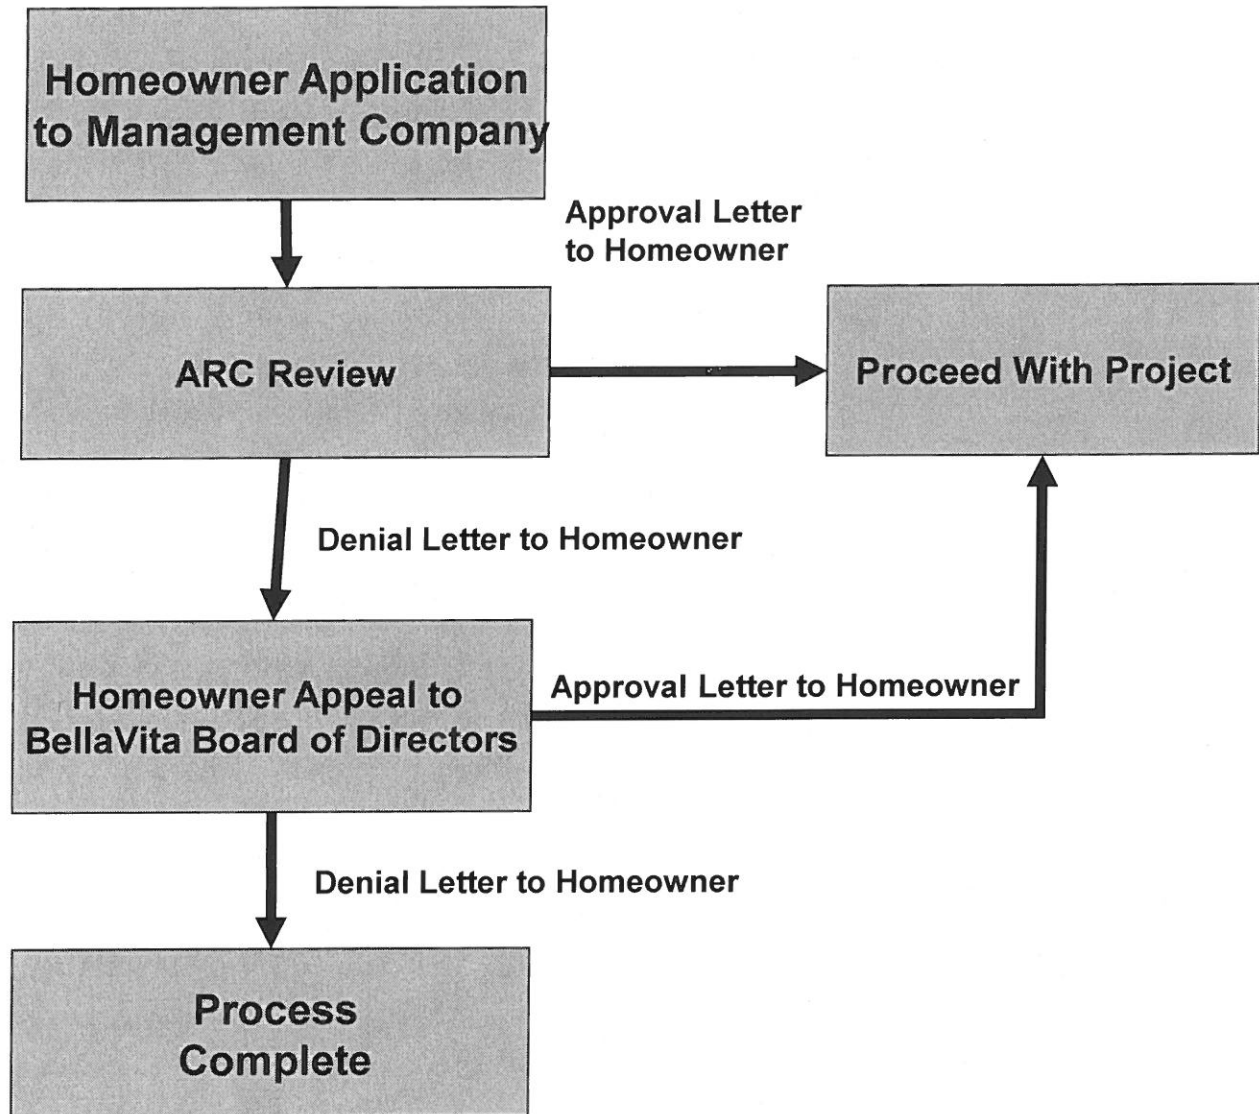 Homeowner Application
to Management Company
Approval Letter
to Homeowner
ARC Review
Proceed With Project
Denial Letter to Homeowner
Homeowner Appeal to
BellaVita Board of Directors
Approval Letter to Homeowner
Denial Letter to Homeowner
Process
Complete